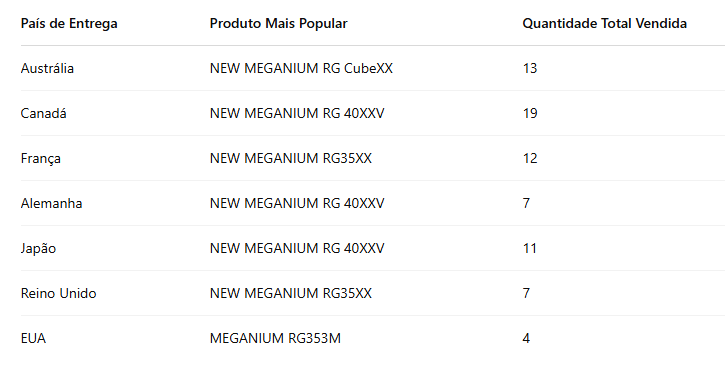 País de Entrega Produto Mais Popular Quantidade Total Vendida
Austrália NEW MEGANIUM RG CubeXX 13
Canadá NEW MEGANIUM RG 40XXV 19
França NEW MEGANIUM RG35XX 12
Alemanha NEW MEGANIUM RG 40XXV 7
Japão NEW MEGANIUM RG 40XXV 11
Reino Unido NEW MEGANIUM RG35XX 7
EUA MEGANIUM RG353M 4